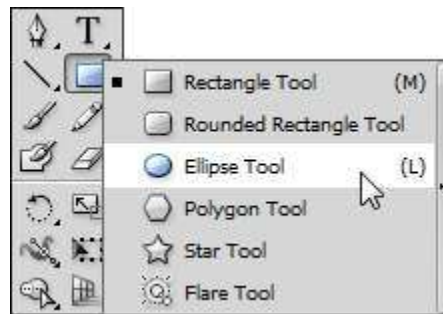 T
Rectangle Tool (M)
Rounded Rectangle Tool
Ellipse Tool (L)
Polygon Tool
Star Tool
Flare Tool